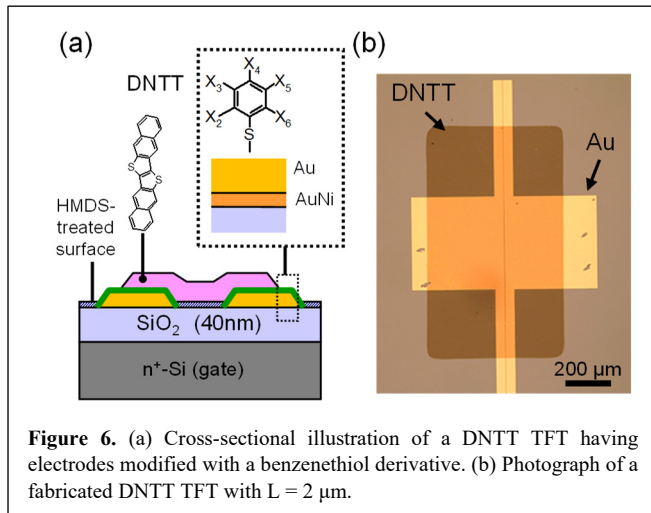 (a)
DNTT
X4
X3
X5
X2
X6
S
S
S
Au
AuNi
HMDS-
treated
surface
SiO2 (40nm)
n+-Si (gate)
(b)
DNTT
Au
200 µm
Figure 6. (a) Cross-sectional illustration of a DNTT TFT having
electrodes modified with a benzenethiol derivative. (b) Photograph of a
fabricated DNTT TFT with L = 2 µm.